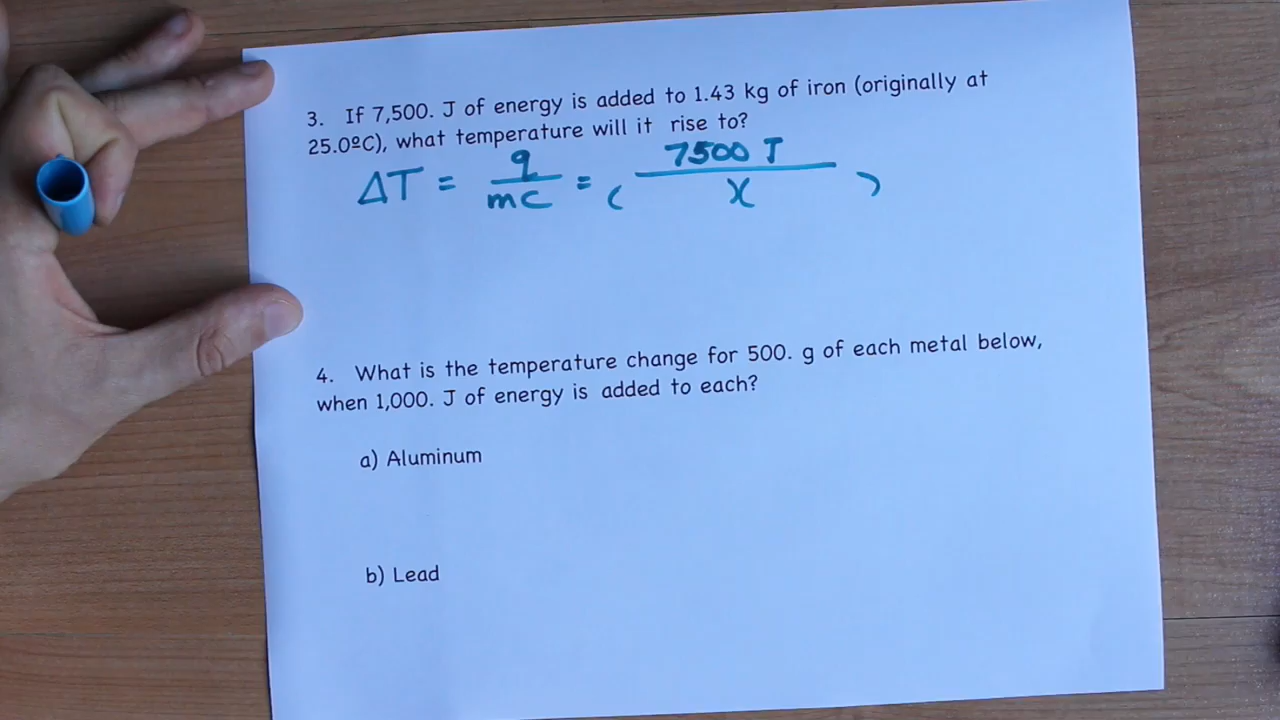 3. If 7,500. J of energy is added to 1.43 kg of iron (originally at
25.0ºC), what temperature will it rise to?
ΔT = q/mc = 7500 J/( x )
4. What is the temperature change for 500. g of each metal below,
when 1,000. J of energy is added to each?
a) Aluminum
b) Lead